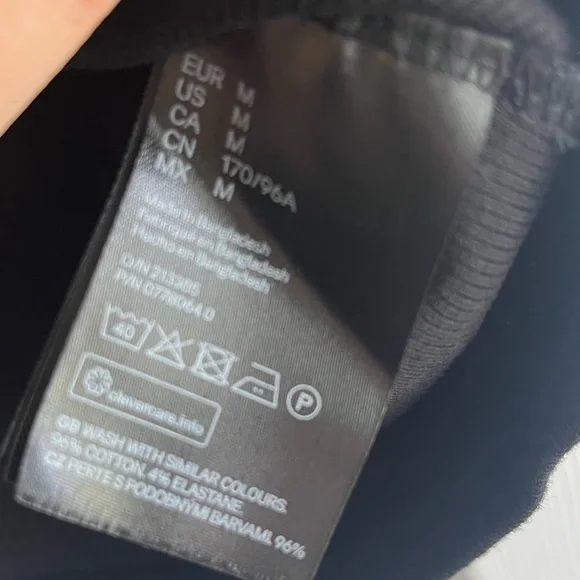 EUR M
US M
CA M
CN 170/96A
MX M
Made in Bangladesh
Fabriqué en Bangladesh
Hecho en Bangladesh
O/N
P/N
40
P
clevercare.info
GB WASH WITH SIMILAR COLOURS.
96% COTTON. 4% ELASTANE.
CZ PERTE S PODOBNÝMI BARVAMI. 96%